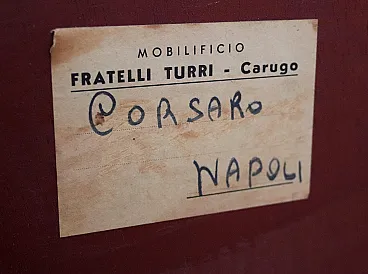 MOBILIFICIO
FRATELLI TURRI - Carugo
CORSARO
NAPOLI